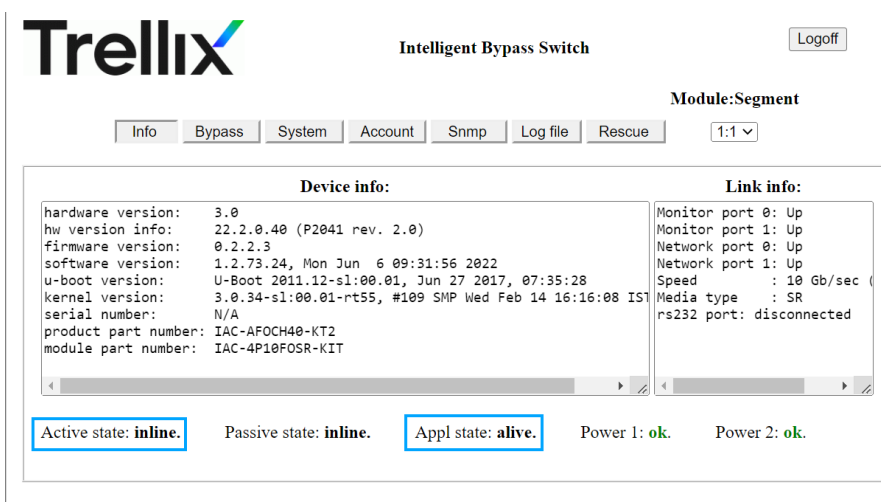 Trellix
Intelligent Bypass Switch
Logoff
Module:Segment
Info Bypass System Account Snmp Log file Rescue 1:1
Device info:
hardware version: 3.0
hw version info: 22.2.0.40 (P2041 rev. 2.0)
firmware version: 0.2.2.3
software version: 1.2.73.24, Mon Jun 6 09:31:56 2022
u-boot version: U-Boot 2011.12-sl:00.01, Jun 27 2017, 07:35:28
kernel version: 3.0.34-sl:00.01-rt55, #109 SMP Wed Feb 14 16:16:08 IST
serial number: N/A
product part number: IAC-AFOCH40-KT2
module part number: IAC-4P10FOSR-KIT
Link info:
Monitor port 0: Up
Monitor port 1: Up
Network port 0: Up
Network port 1: Up
Speed : 10 Gb/sec (
Media type : SR
rs232 port: disconnected
Active state: inline. Passive state: inline. Appl state: alive. Power 1: ok. Power 2: ok.